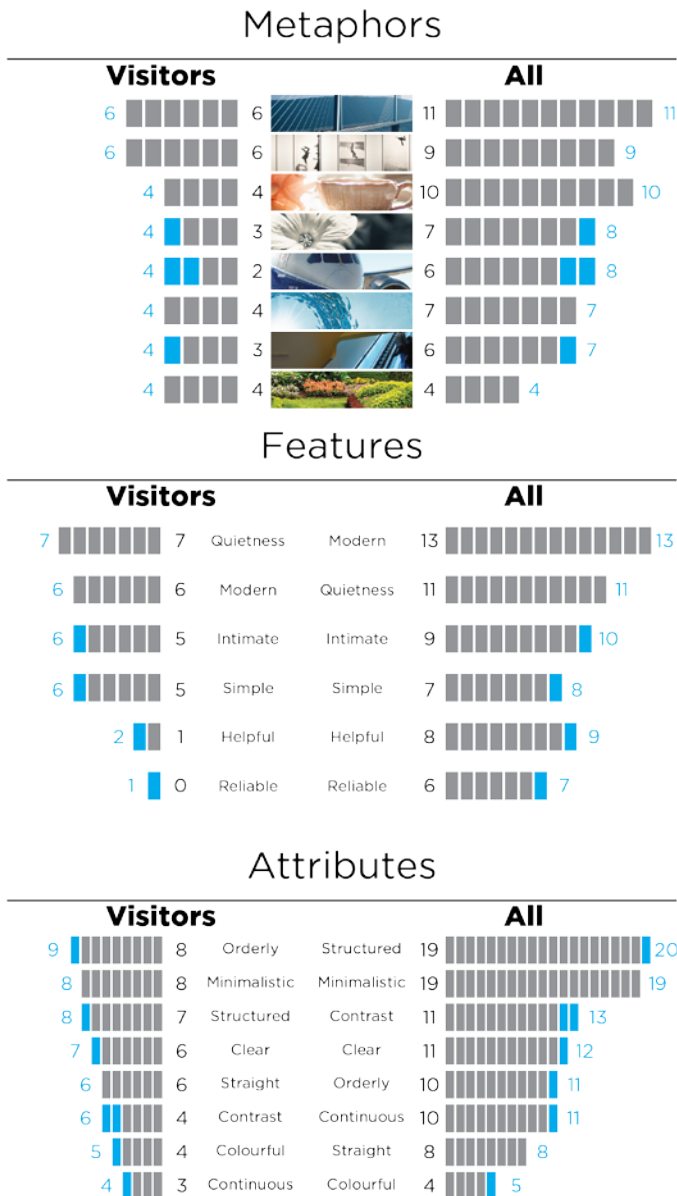 Metaphors
Visitors All
6 6 11 11
6 6 9 9
4 4 10 10
4 3 7 8
4 2 6 8
4 4 7 7
4 3 6 7
4 4 4 4
Features
Visitors All
7 7 Quietness Modern 13 13
6 6 Modern Quietness 11 11
6 5 Intimate Intimate 9 10
6 5 Simple Simple 7 8
2 1 Helpful Helpful 8 9
1 0 Reliable Reliable 6 7
Attributes
Visitors All
9 8 Orderly Structured 19 20
8 8 Minimalistic Minimalistic 19 19
8 7 Structured Contrast 11 13
7 6 Clear Clear 11 12
6 6 Straight Orderly 10 11
6 4 Contrast Continuous 10 11
5 4 Colourful Straight 8 8
4 3 Continuous Colourful 4 5